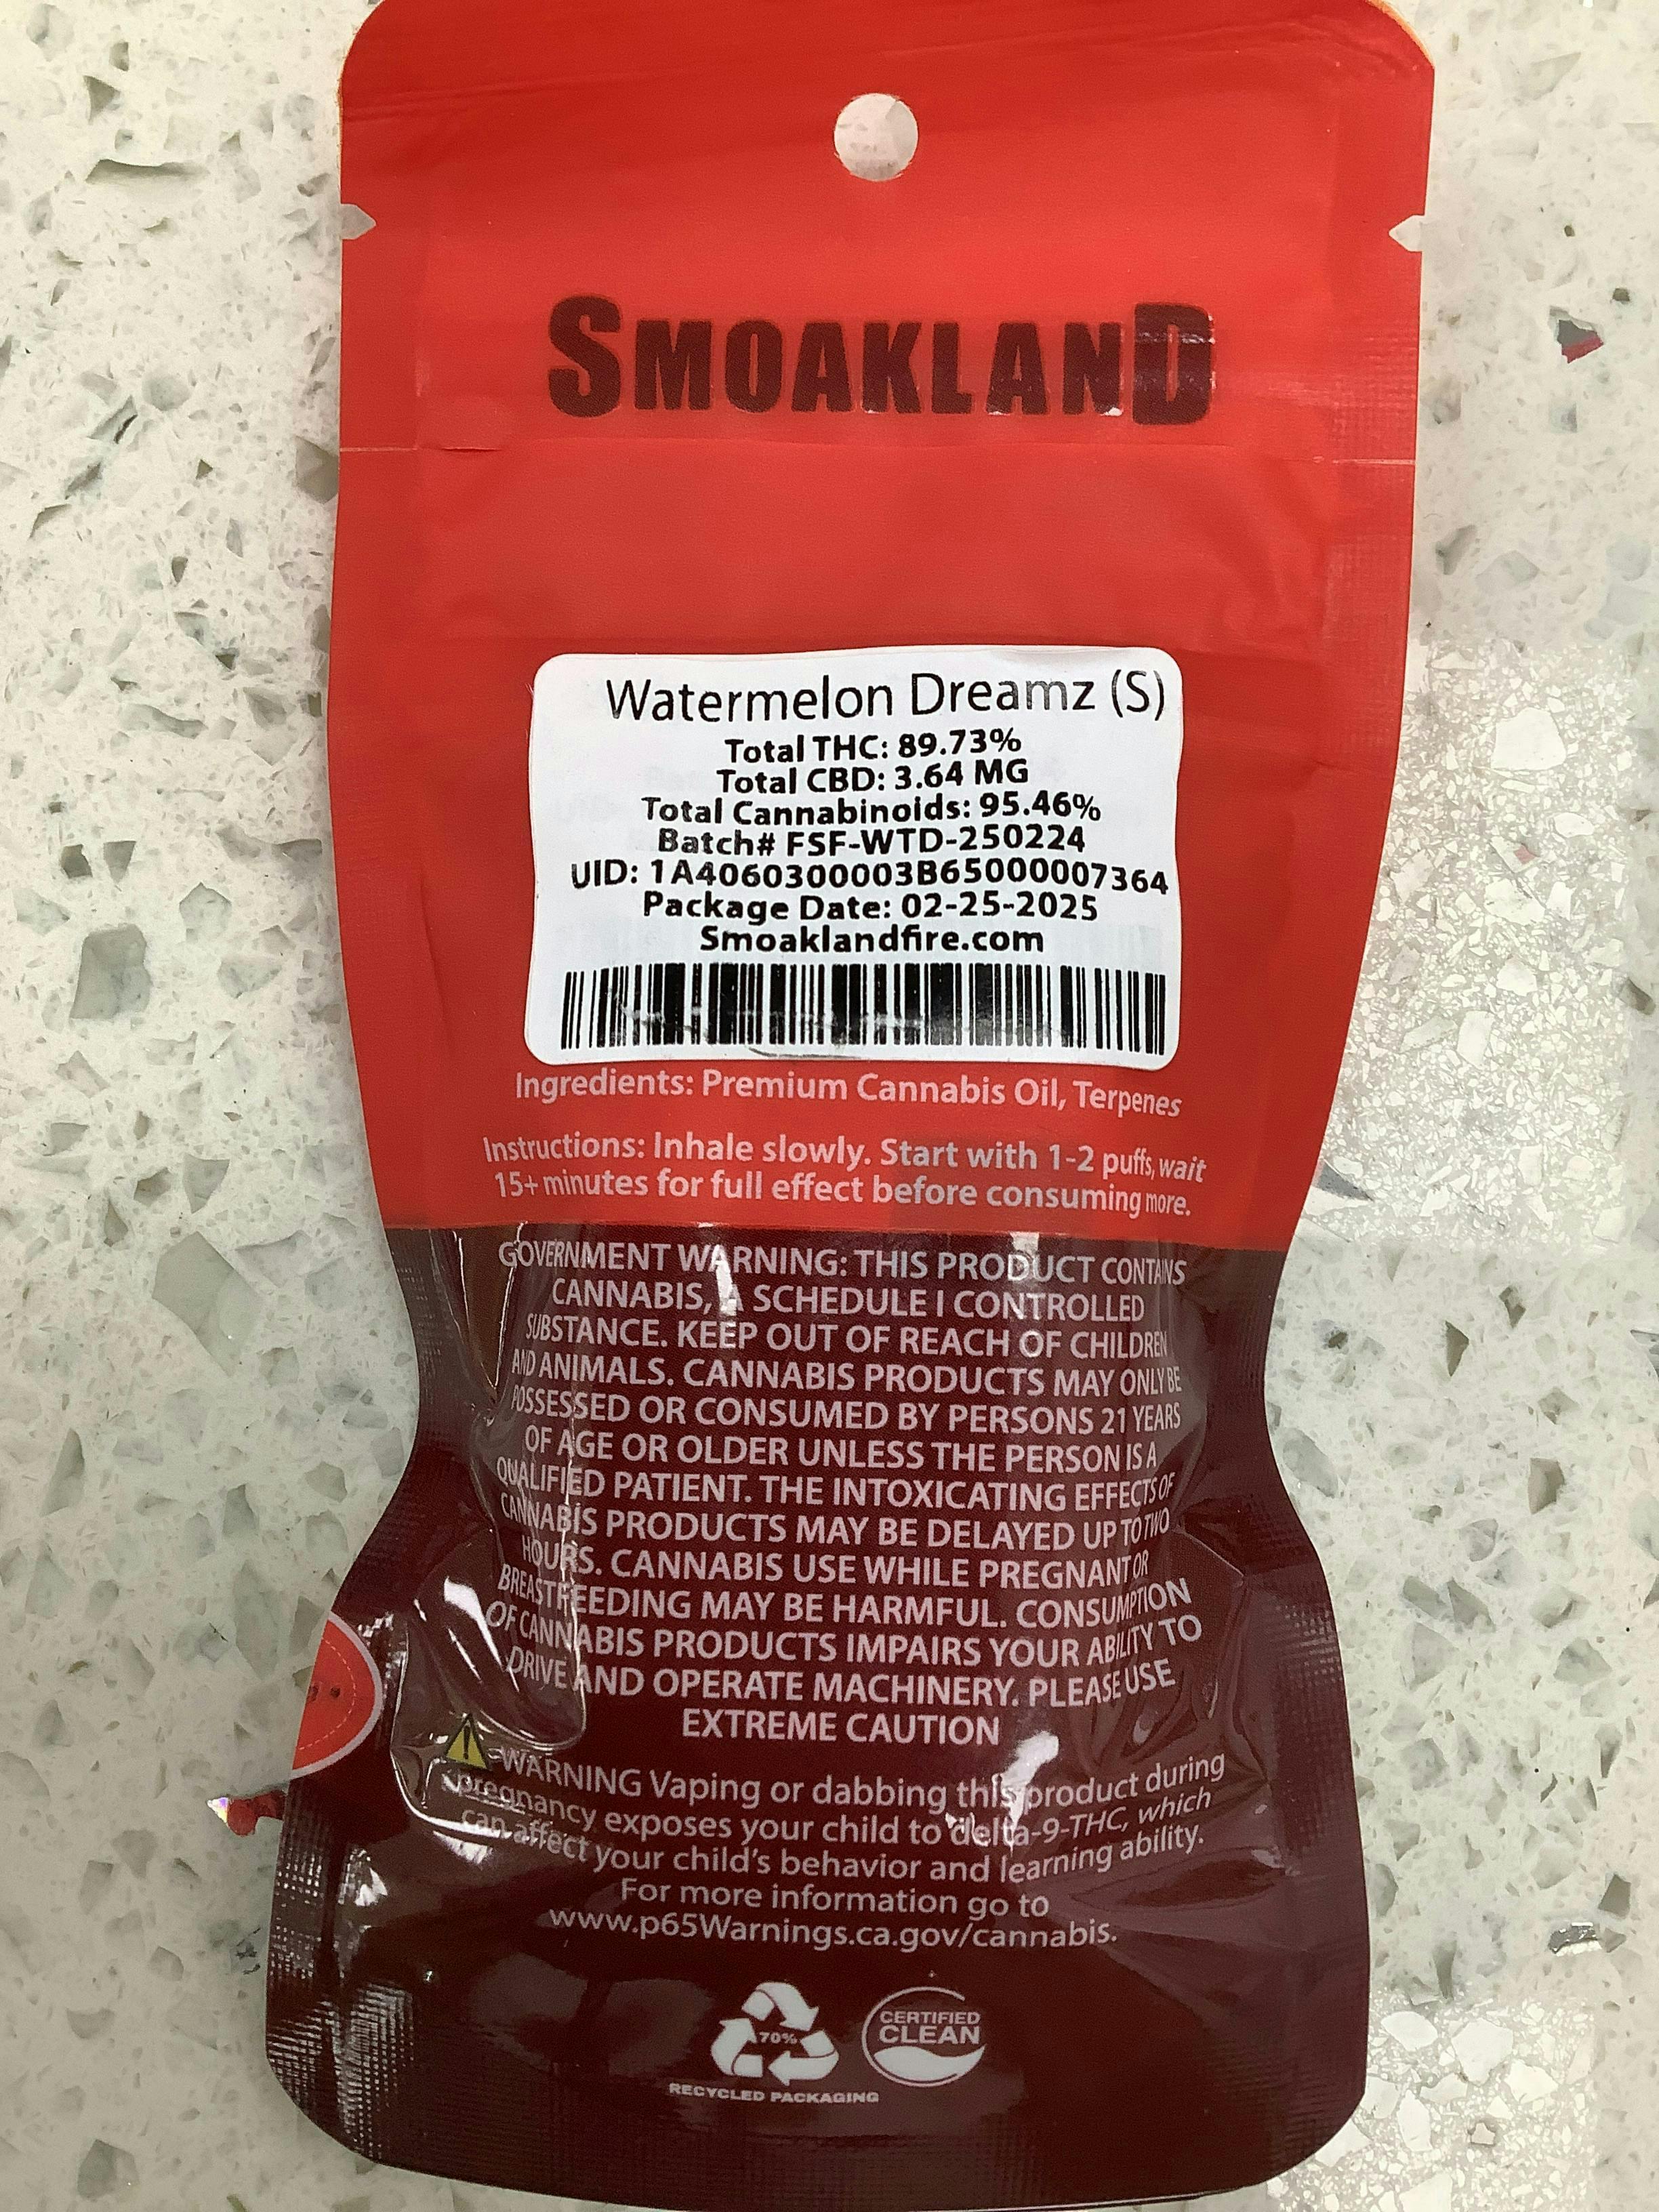 SMOAKLAND
Watermelon Dreamz (S)
Total THC: 89.73%
Total CBD: 3.64 MG
Total Cannabinoids: 95.46%
Batch# FSF-WTD-250224
UID: 1A4060300003B65000007364
Package Date: 02-25-2025
Smoaklandfire.com
Ingredients: Premium Cannabis Oil, Terpenes
Instructions: Inhale slowly. Start with 1-2 puffs, wait
15+ minutes for full effect before consuming more.
GOVERNMENT WARNING: THIS PRODUCT CONTAINS
CANNABIS, A SCHEDULE I CONTROLLED
SUBSTANCE. KEEP OUT OF REACH OF CHILDREN
AND ANIMALS. CANNABIS PRODUCTS MAY ONLY BE
POSSESSED OR CONSUMED BY PERSONS 21 YEARS
OF AGE OR OLDER UNLESS THE PERSON IS A
QUALIFIED PATIENT. THE INTOXICATING EFFECTS OF
CANNABIS PRODUCTS MAY BE DELAYED UP TO TWO
HOURS. CANNABIS USE WHILE PREGNANT OR
BREASTFEEDING MAY BE HARMFUL. CONSUMPTION
OF CANNABIS PRODUCTS IMPAIRS YOUR ABILITY TO
DRIVE AND OPERATE MACHINERY. PLEASE USE
EXTREME CAUTION
WARNING Vaping or dabbing this product during
pregnancy exposes your child to delta-9-THC, which
can affect your child's behavior and learning ability.
For more information go to
www.p65Warnings.ca.gov/cannabis.
70%
RECYCLED PACKAGING
CERTIFIED
CLEAN